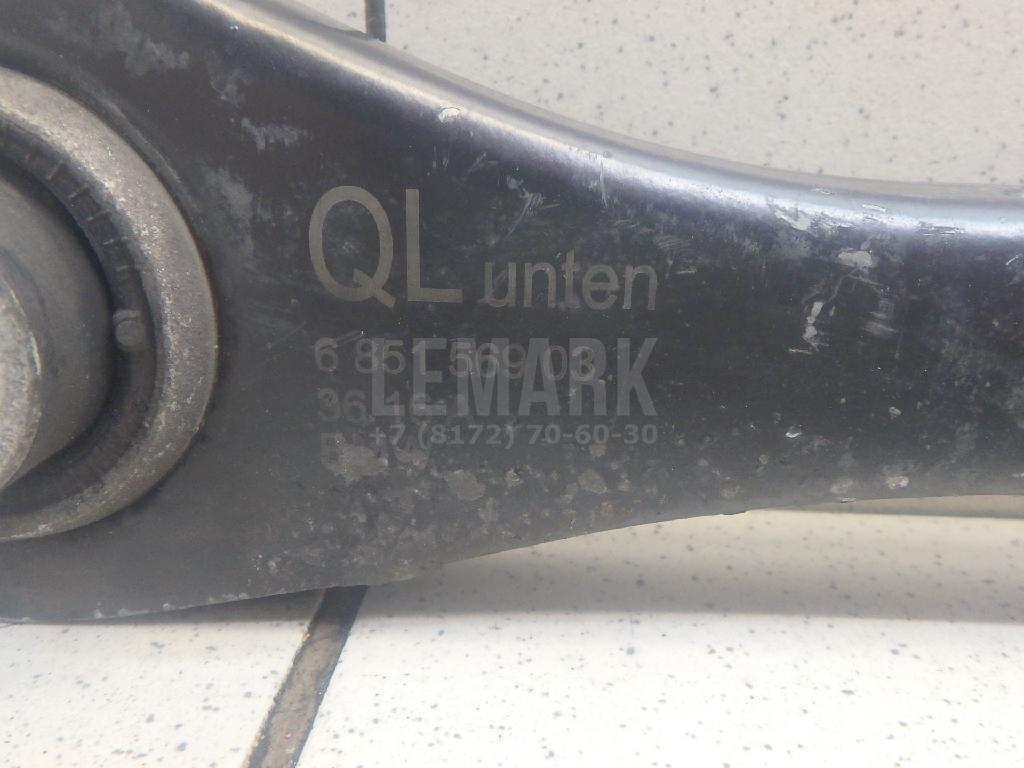 QL unten
6 851 569 03
LEMARK
+7 (8172) 70-60-30